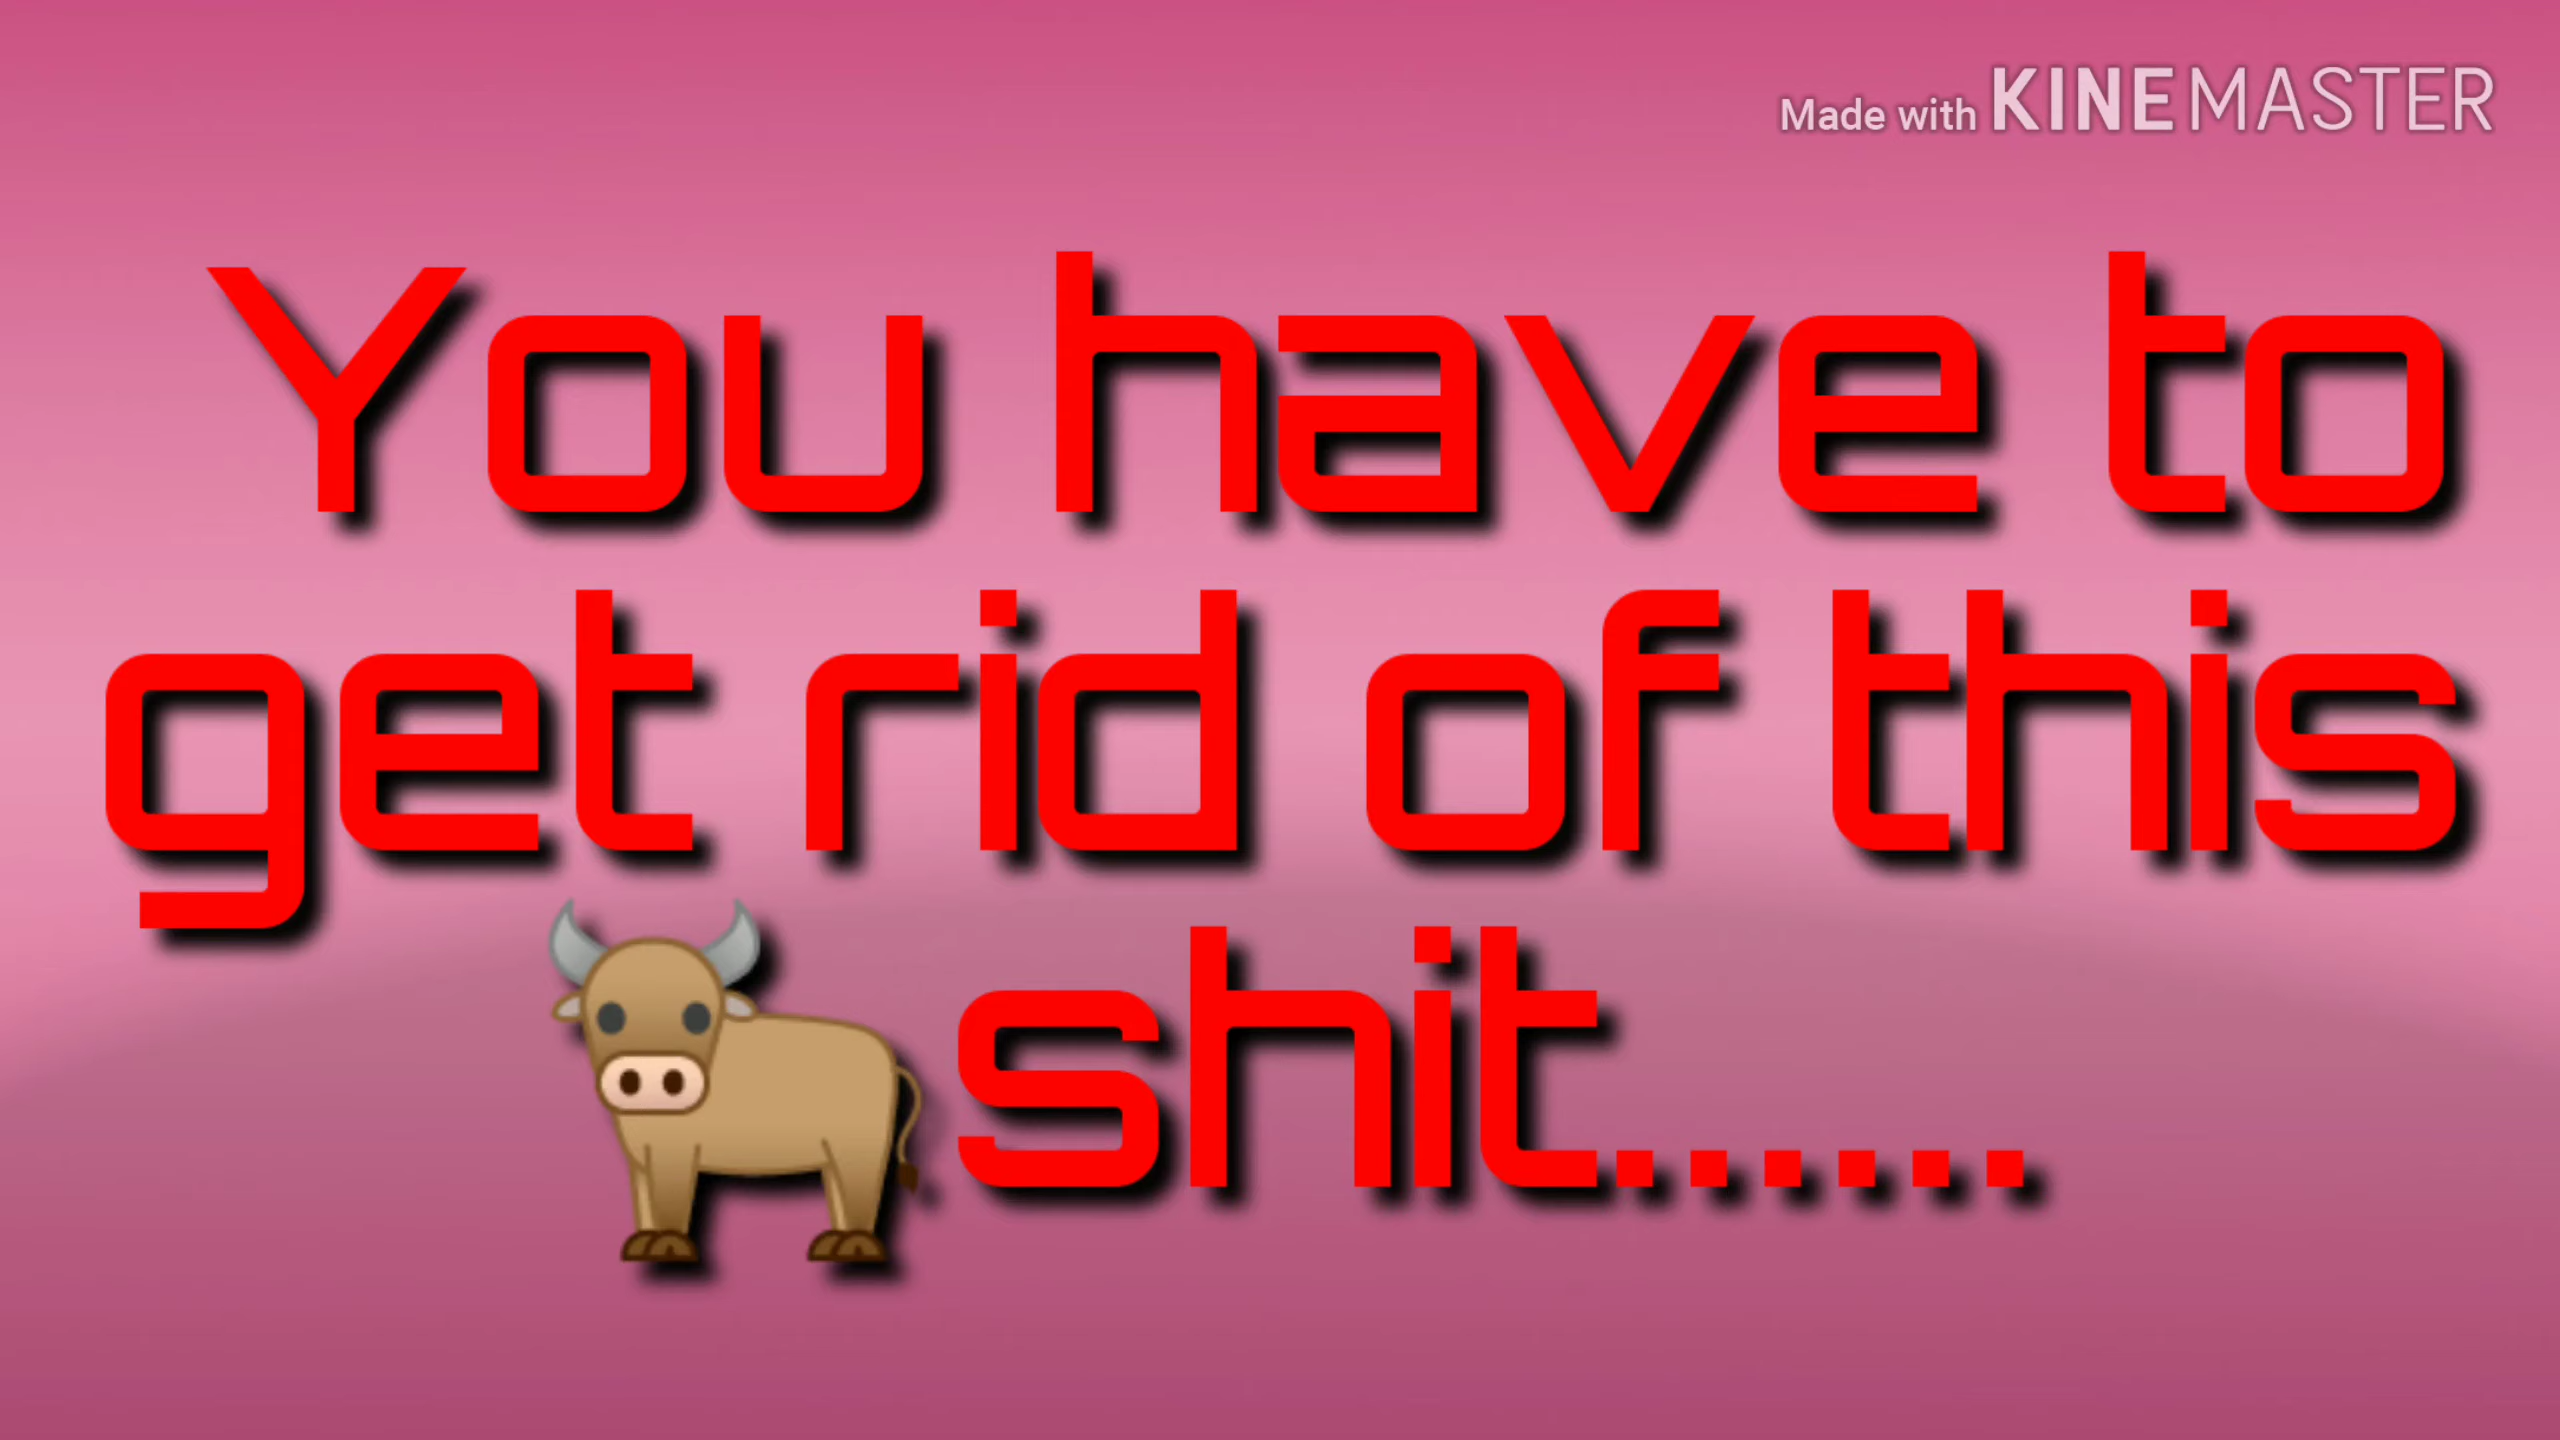 Made with KINEMASTER
You have to
get rid of this
🐂shit......